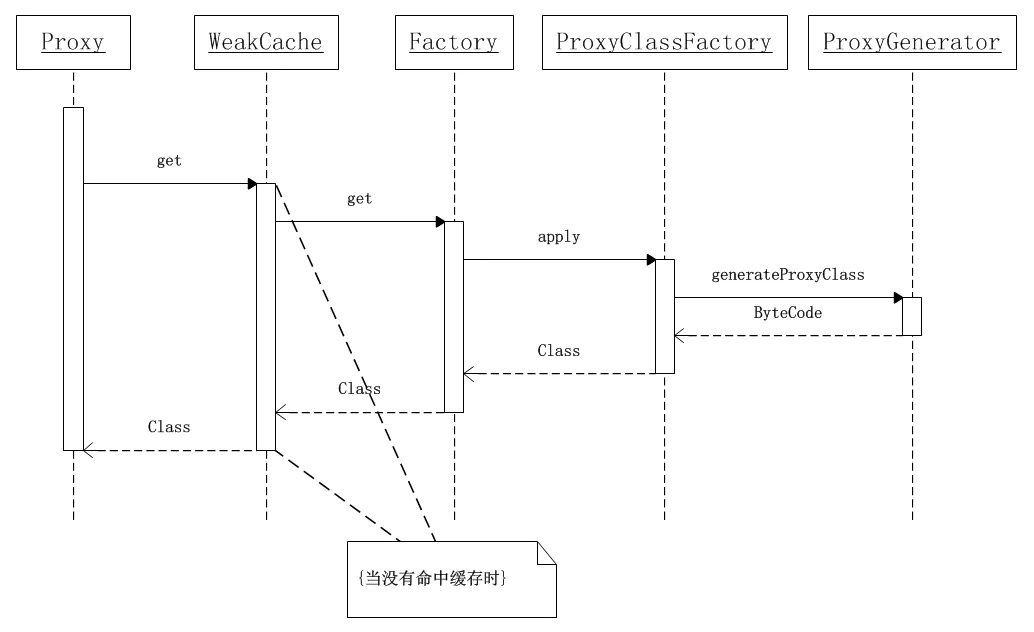 Proxy
WeakCache
Factory
ProxyClassFactory
ProxyGenerator
get
get
apply
generateProxyClass
ByteCode
Class
Class
Class
{当没有命中缓存时}